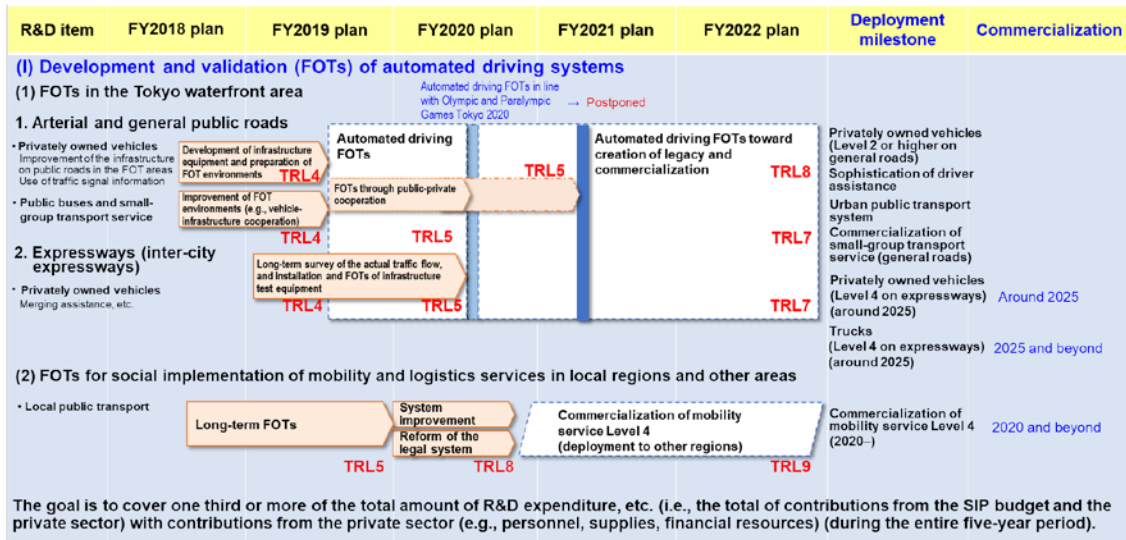 R&D item
FY2018 plan
FY2019 plan
FY2020 plan
FY2021 plan
FY2022 plan
Deployment
milestone
Commercialization
(I) Development and validation (FOTs) of automated driving systems
(1) FOTs in the Tokyo waterfront area
Automated driving FOTs in line
with Olympic and Paralympic
Games Tokyo 2020
→ Postponed
1. Arterial and general public roads
• Privately owned vehicles
Improvement of the infrastructure
on public roads in the FOT areas
Use of traffic signal information
• Public buses and small-
group transport service
Development of infrastructure
equipment and preparation of
FOT environments
TRL4
Improvement of FOT
environments (e.g., vehicle-
infrastructure cooperation)
TRL4
Automated driving
FOTs
FOTs through public-private
cooperation
TRL5
TRL5
Automated driving FOTs toward
creation of legacy and
commercialization
TRL8
TRL7
Privately owned vehicles
(Level 2 or higher on
general roads)
Sophistication of driver
assistance
Urban public transport
system
Commercialization of
small-group transport
service (general roads)
2. Expressways (inter-city
expressways)
• Privately owned vehicles
Merging assistance, etc.
Long-term survey of the actual traffic flow,
and installation and FOTs of infrastructure
test equipment
TRL4
TRL5
TRL7
Privately owned vehicles
(Level 4 on expressways)
(around 2025)
Around 2025
Trucks
(Level 4 on expressways)
(around 2025)
2025 and beyond
(2) FOTs for social implementation of mobility and logistics services in local regions and other areas
• Local public transport
Long-term FOTs
TRL5
System
improvement
Reform of the
legal system
TRL8
Commercialization of mobility
service Level 4
(deployment to other regions)
TRL9
Commercialization of
mobility service Level 4
(2020–)
2020 and beyond
The goal is to cover one third or more of the total amount of R&D expenditure, etc. (i.e., the total of contributions from the SIP budget and the
private sector) with contributions from the private sector (e.g., personnel, supplies, financial resources) (during the entire five-year period).